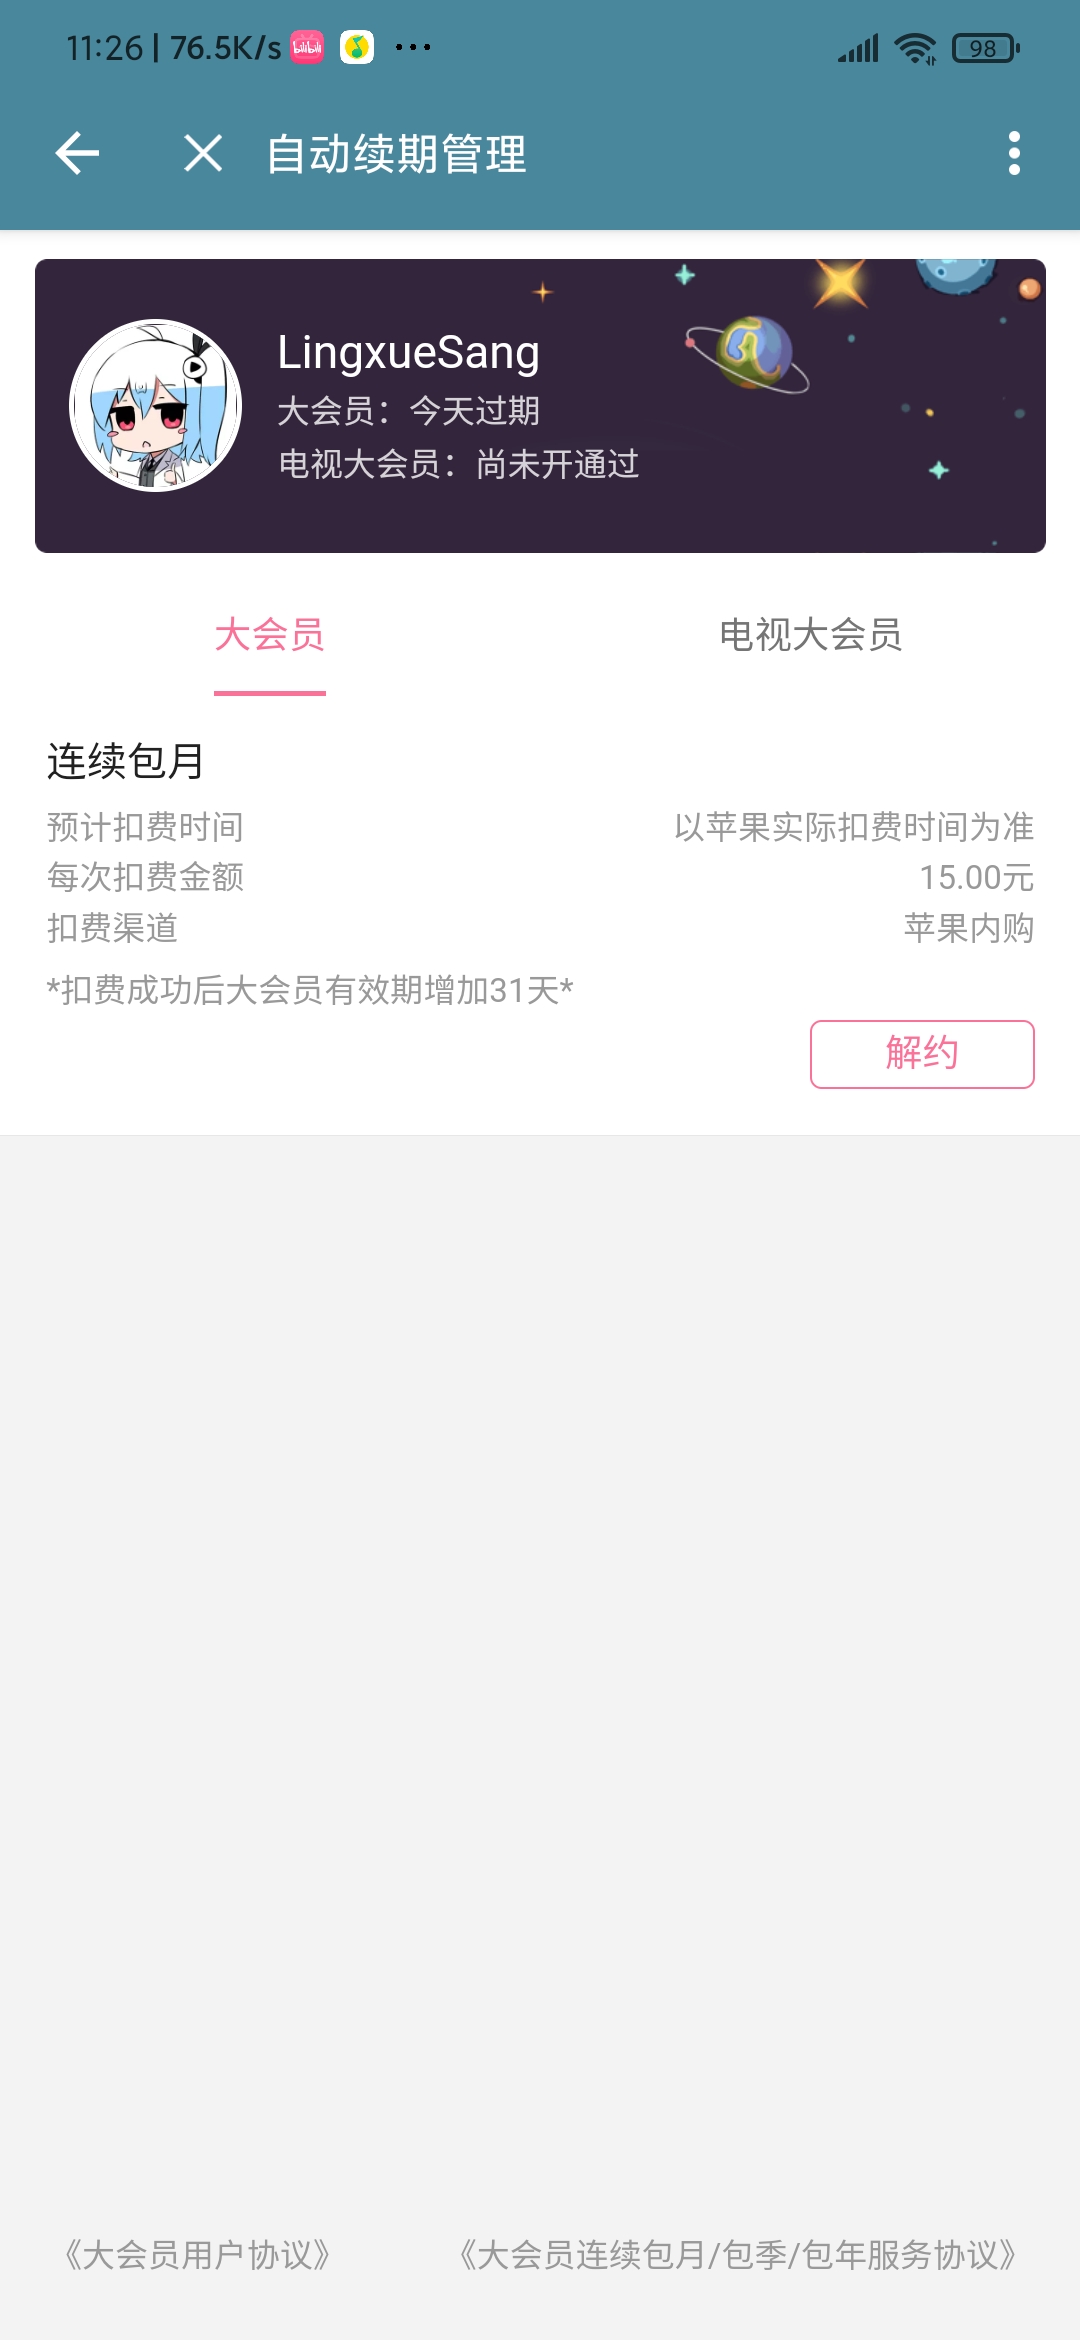 11:26 | 76.5K/s bilibili ... 98
自动续期管理
LingxueSang
大会员：今天过期
电视大会员：尚未开通过
大会员 电视大会员
连续包月
预计扣费时间 以苹果实际扣费时间为准
每次扣费金额 15.00元
扣费渠道 苹果内购
*扣费成功后大会员有效期增加31天*
解约
《大会员用户协议》 《大会员连续包月/包季/包年服务协议》